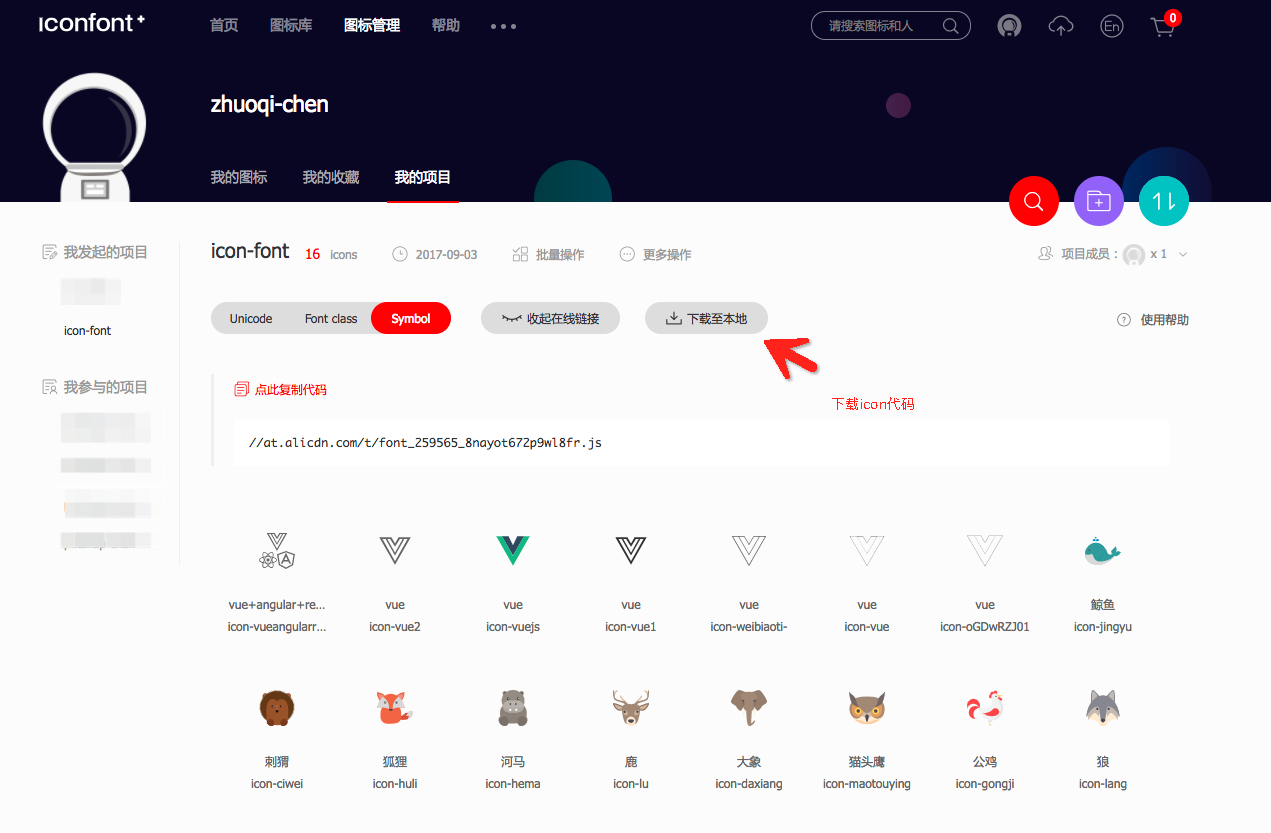 iconfont+
首页 图标库 图标管理 帮助 •••
请搜索图标和人
En
0
zhuoqi-chen
我的图标 我的收藏 我的项目
我发起的项目
icon-font
我参与的项目
icon-font 16 icons 2017-09-03 批量操作 更多操作 项目成员： x 1
Unicode Font class Symbol 收起在线链接 下载至本地 使用帮助
点此复制代码
下载icon代码
//at.alicdn.com/t/font_259565_8nayot672p9wl8fr.js
vue+angular+re... vue vue vue vue vue vue 鲸鱼
icon-vueangularr... icon-vue2 icon-vuejs icon-vue1 icon-weibiaoti- icon-vue icon-oGDwRZJ01 icon-jingyu
刺猬 狐狸 河马 鹿 大象 猫头鹰 公鸡 狼
icon-ciwei icon-huli icon-hema icon-lu icon-daxiang icon-maotouying icon-gongji icon-lang